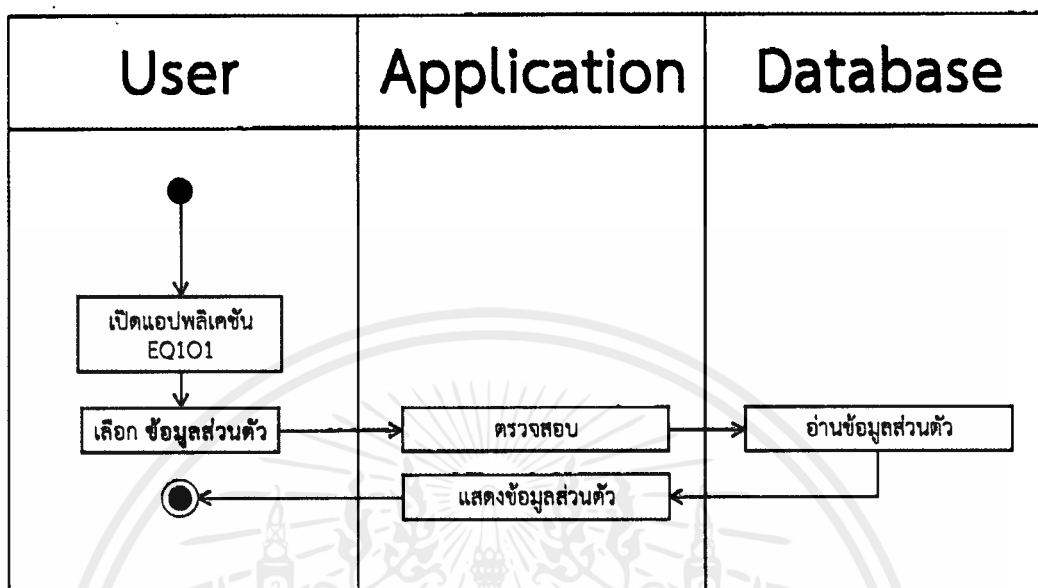 User
Application
Database
เปิดแอปพลิเคชัน
EQ101
เลือก ข้อมูลส่วนตัว
ตรวจสอบ
อ่านข้อมูลส่วนตัว
แสดงข้อมูลส่วนตัว